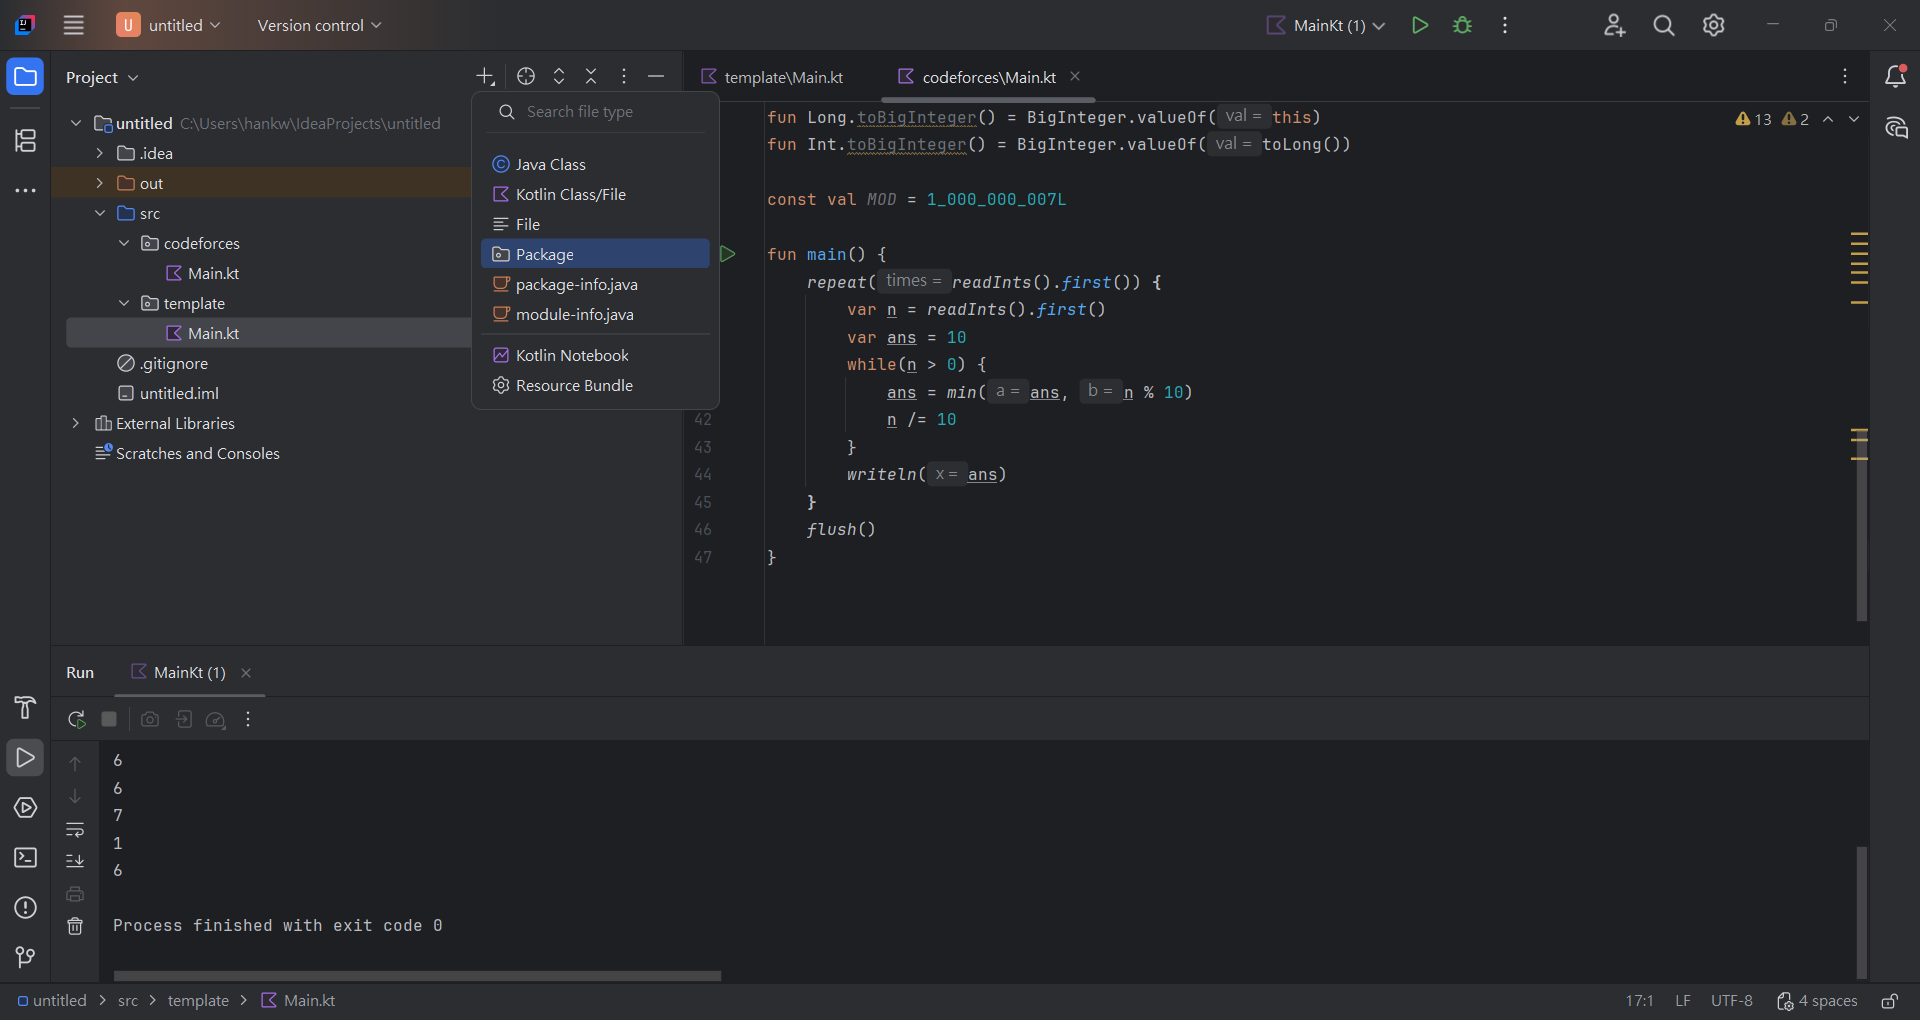 U untitled Version control MainKt (1)
Project
untitled C:\Users\hankw\IdeaProjects\untitled
.idea
out
src
codeforces
Main.kt
template
Main.kt
.gitignore
untitled.iml
External Libraries
Scratches and Consoles
Search file type
Java Class
Kotlin Class/File
File
Package
package-info.java
module-info.java
Kotlin Notebook
Resource Bundle
template\Main.kt codeforces\Main.kt
13 2
fun Long.toBigInteger() = BigInteger.valueOf( val = this)
fun Int.toBigInteger() = BigInteger.valueOf( val = toLong())
const val MOD = 1_000_000_007L
fun main() {
repeat( times = readInts().first()) {
var n = readInts().first()
var ans = 10
while(n > 0) {
ans = min( a = ans, b = n % 10)
42 n /= 10
43 }
44 writeln( x = ans)
45 }
46 flush()
47 }
Run MainKt (1)
6
6
7
1
6
Process finished with exit code 0
untitled > src > template > Main.kt 17:1 LF UTF-8 4 spaces